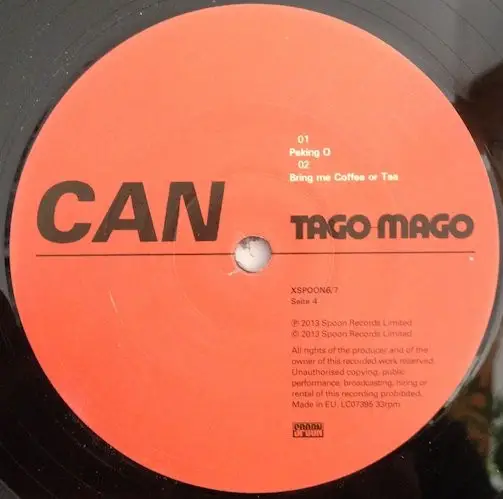 01
Peking O
02
Bring me Coffee or Tea
CAN
TAGO MAGO
XSPOON6/7
Seite 4
℗ 2013 Spoon Records Limited
© 2013 Spoon Records Limited.
All rights of the producer and of the
owner of this recorded work reserved.
Unauthorised copying, public
performance, broadcasting, hiring or
rental of this recording prohibited.
Made in EU. LC07395 33rpm
SPOON